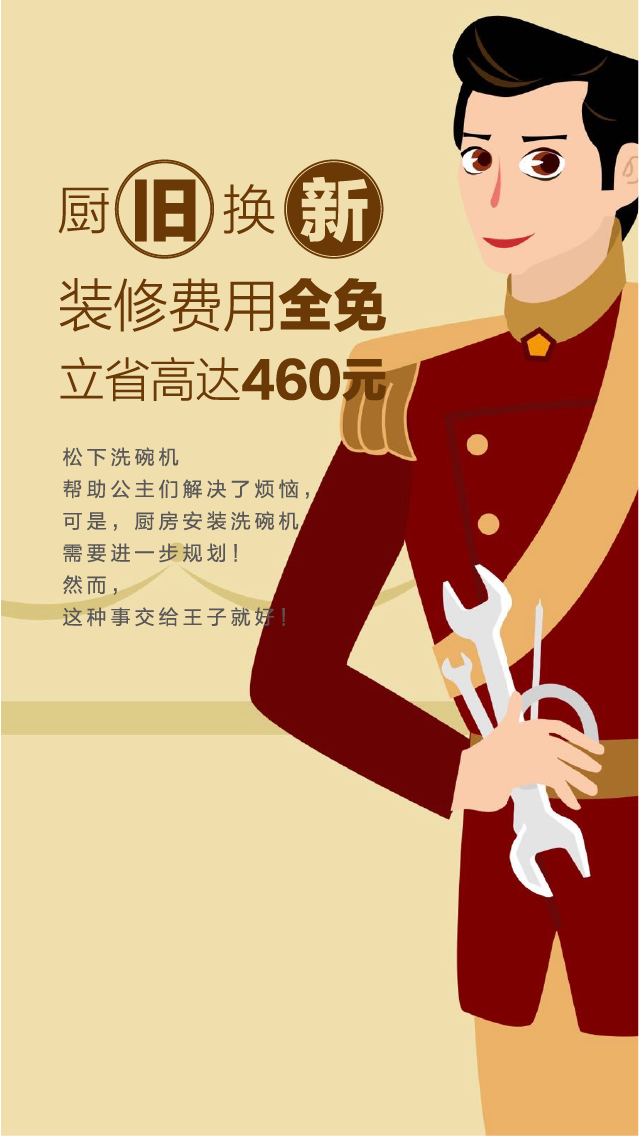 厨旧换新
装修费用全免
立省高达460元
松下洗碗机
帮助公主们解决了烦恼，
可是，厨房安装洗碗机
需要进一步规划！
然而，
这种事交给王子就好！